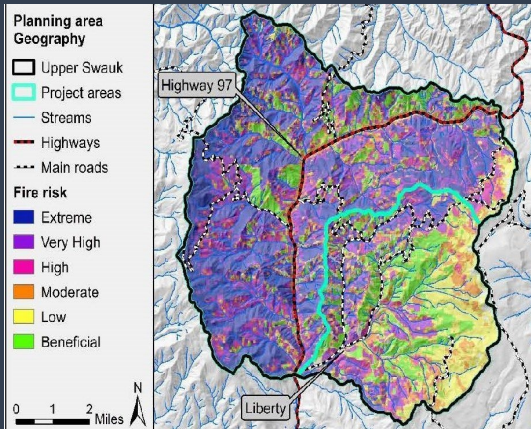 Planning area
Geography
Upper Swauk
Project areas
Streams
Highways
Main roads
Fire risk
Extreme
Very High
High
Moderate
Low
Beneficial
N
0 1 2
Miles
Highway 97
Liberty